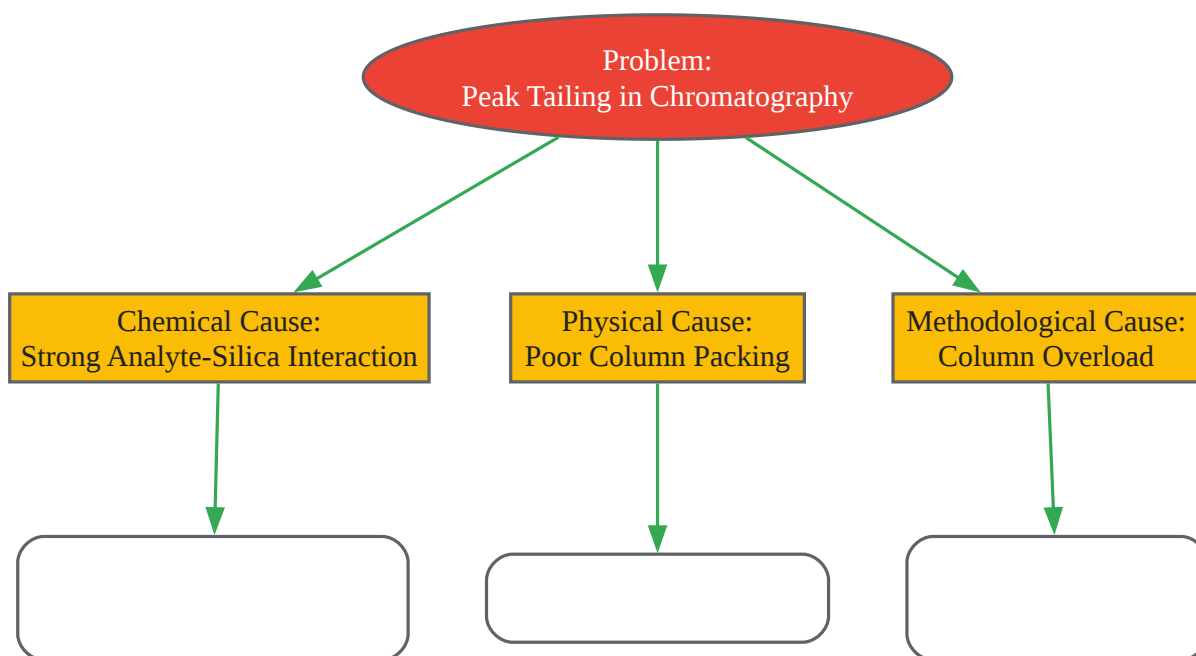 Problem:
Peak Tailing in Chromatography
Chemical Cause:
Strong Analyte-Silica Interaction
Physical Cause:
Poor Column Packing
Methodological Cause:
Column Overload